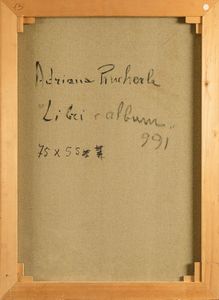 Adriana Pincherle
"Libri e album"
991
75 x 55